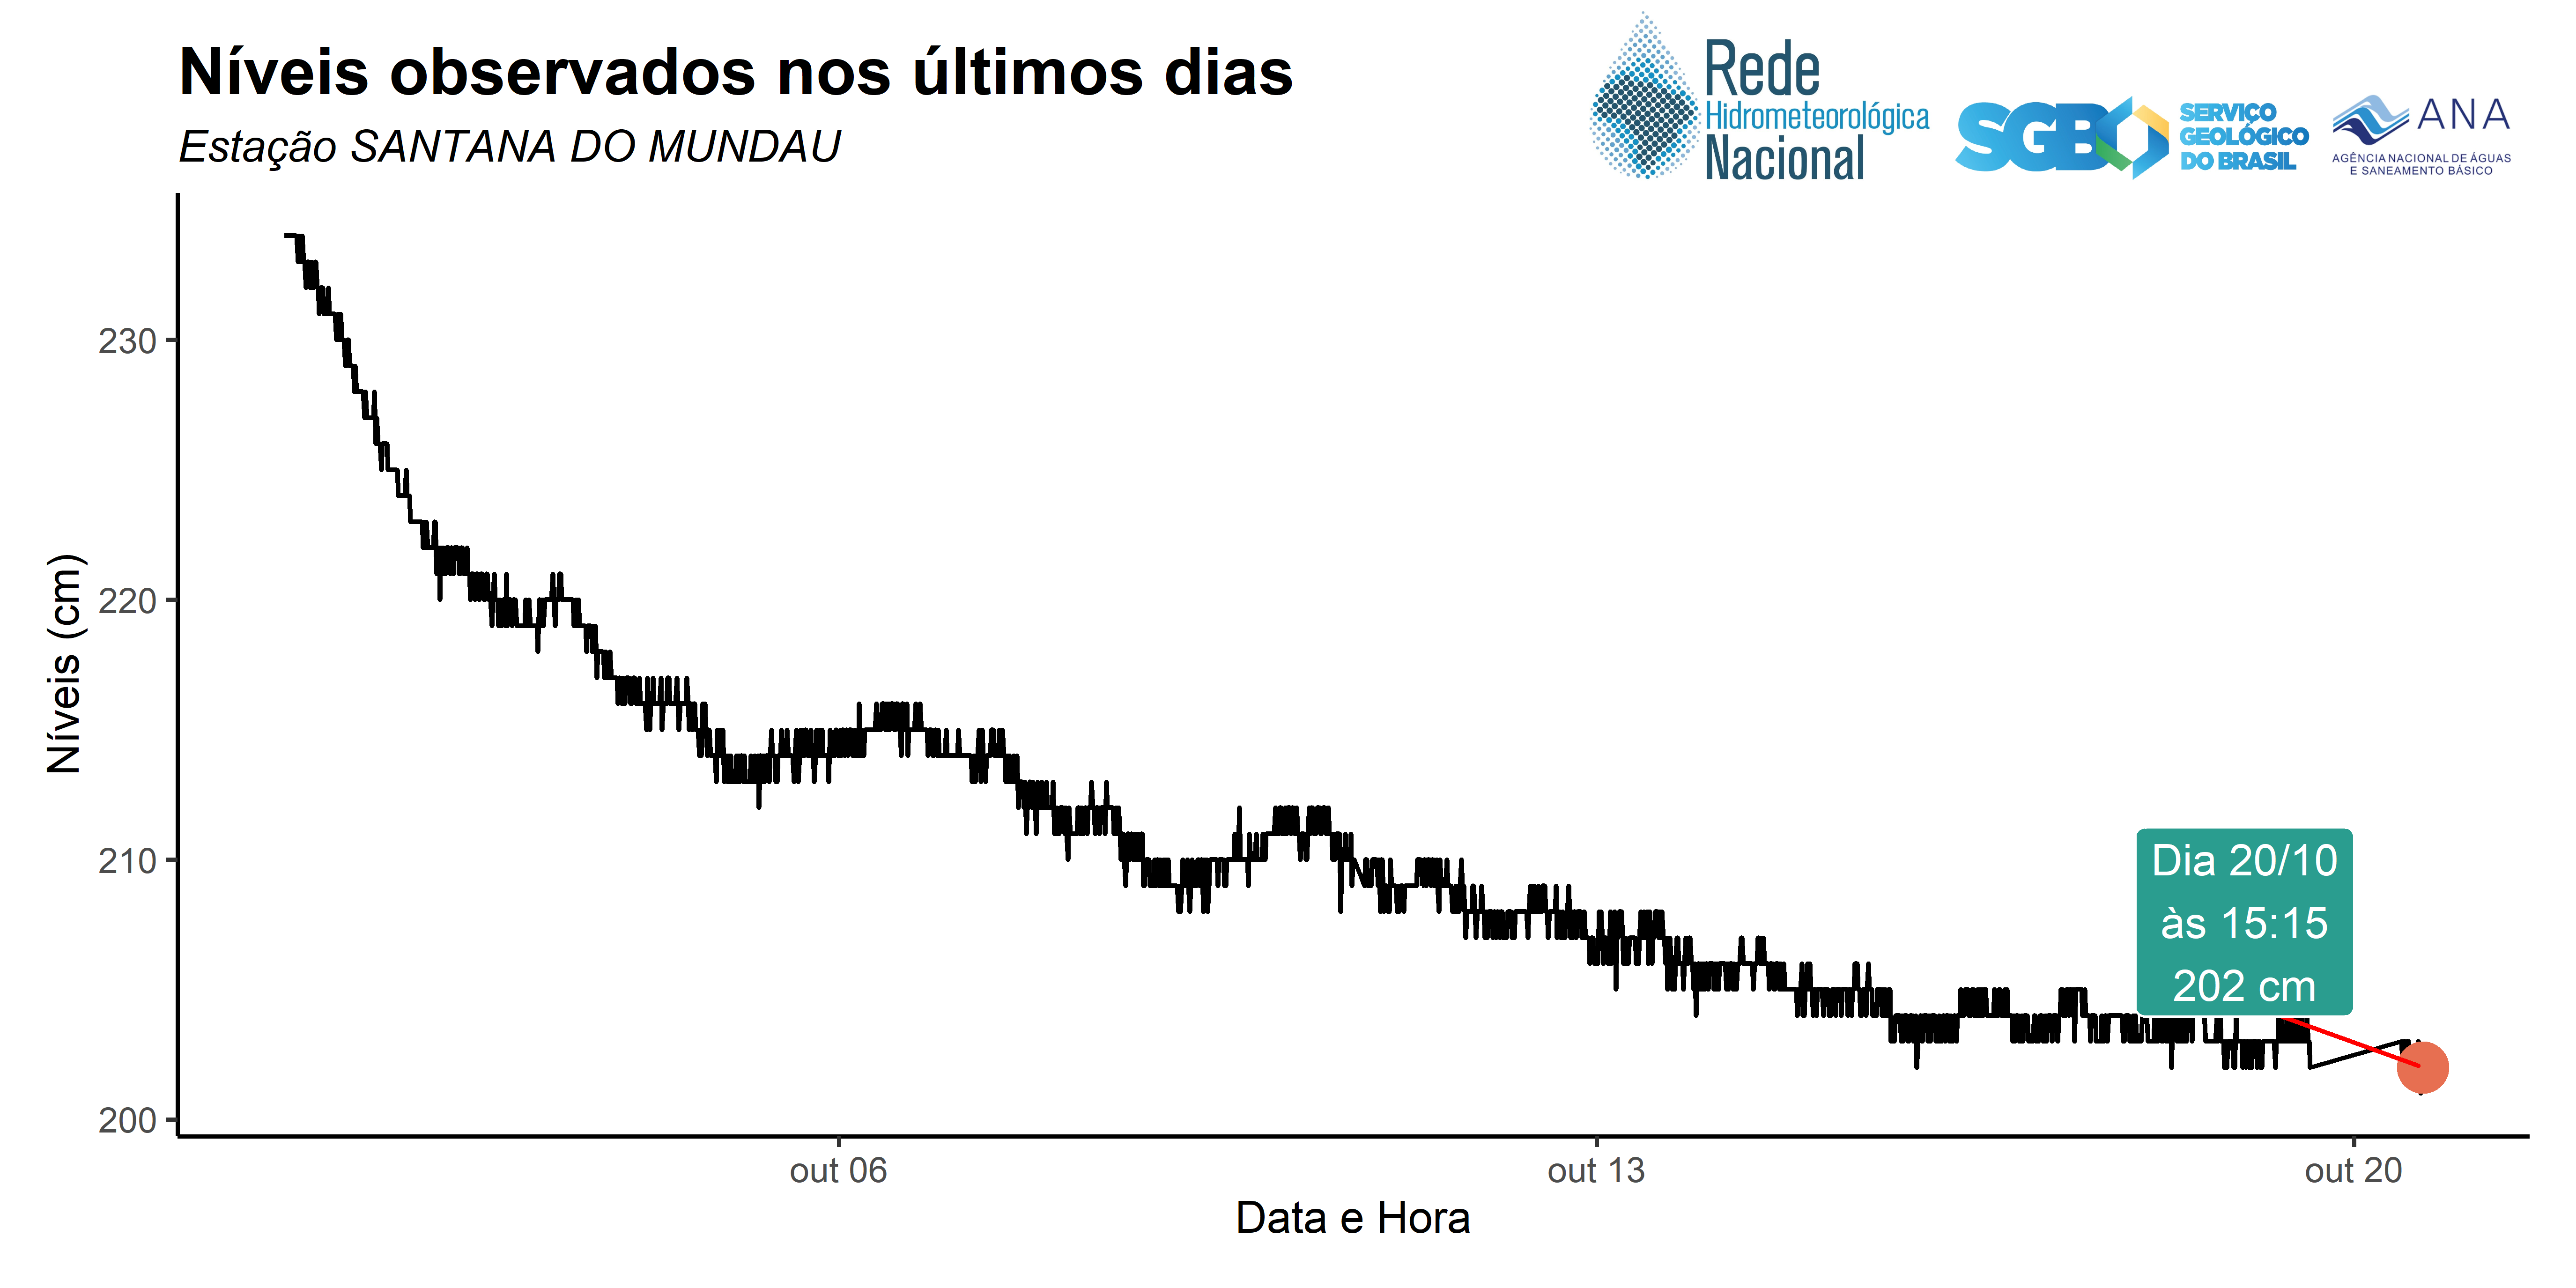 Níveis observados nos últimos dias
Estação SANTANA DO MUNDAU
Rede
Hidrometeorológica
Nacional
SGB
SERVIÇO
GEOLÓGICO
DO BRASIL
ANA
AGÊNCIA NACIONAL DE ÁGUAS
E SANEAMENTO BÁSICO
Níveis (cm)
230
220
210
200
Dia 20/10
às 15:15
202 cm
out 06
out 13
out 20
Data e Hora